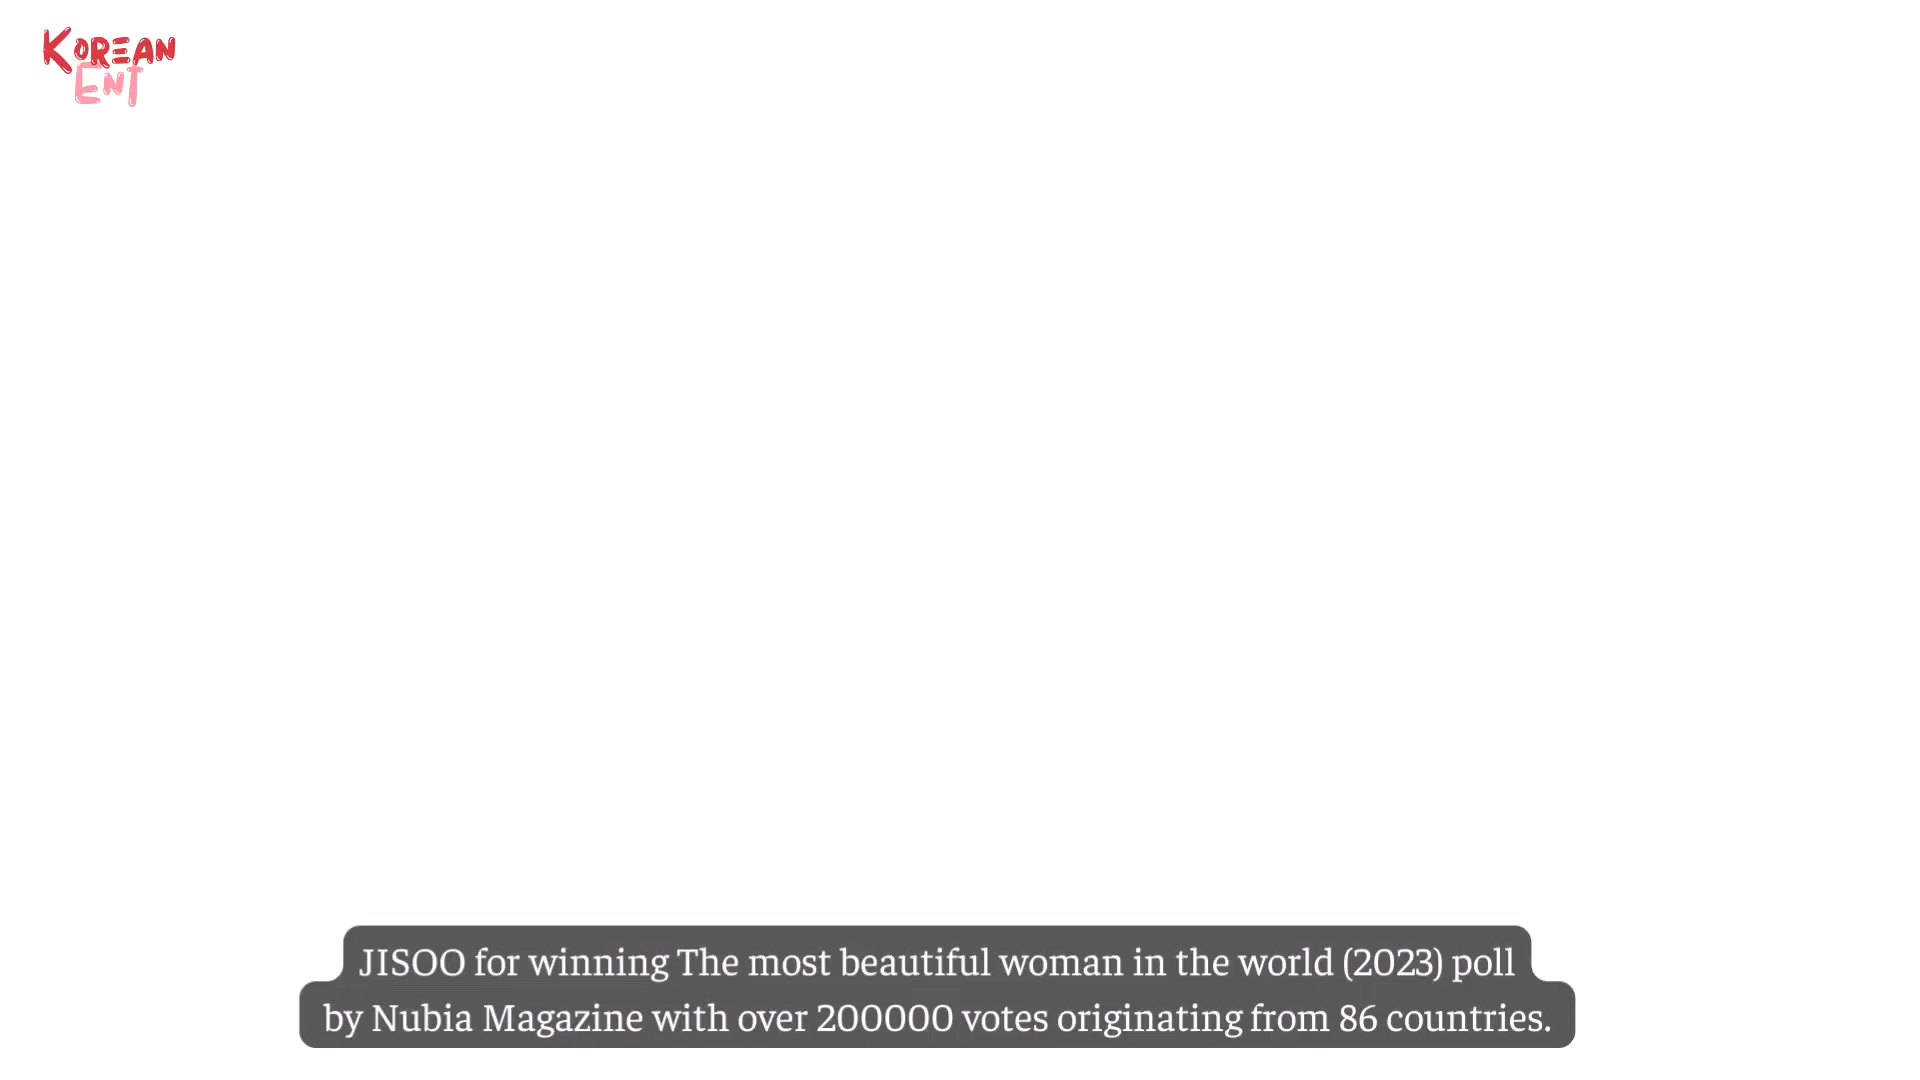 KOREAN
ENT
JISOO for winning The most beautiful woman in the world (2023) poll
by Nubia Magazine with over 200000 votes originating from 86 countries.